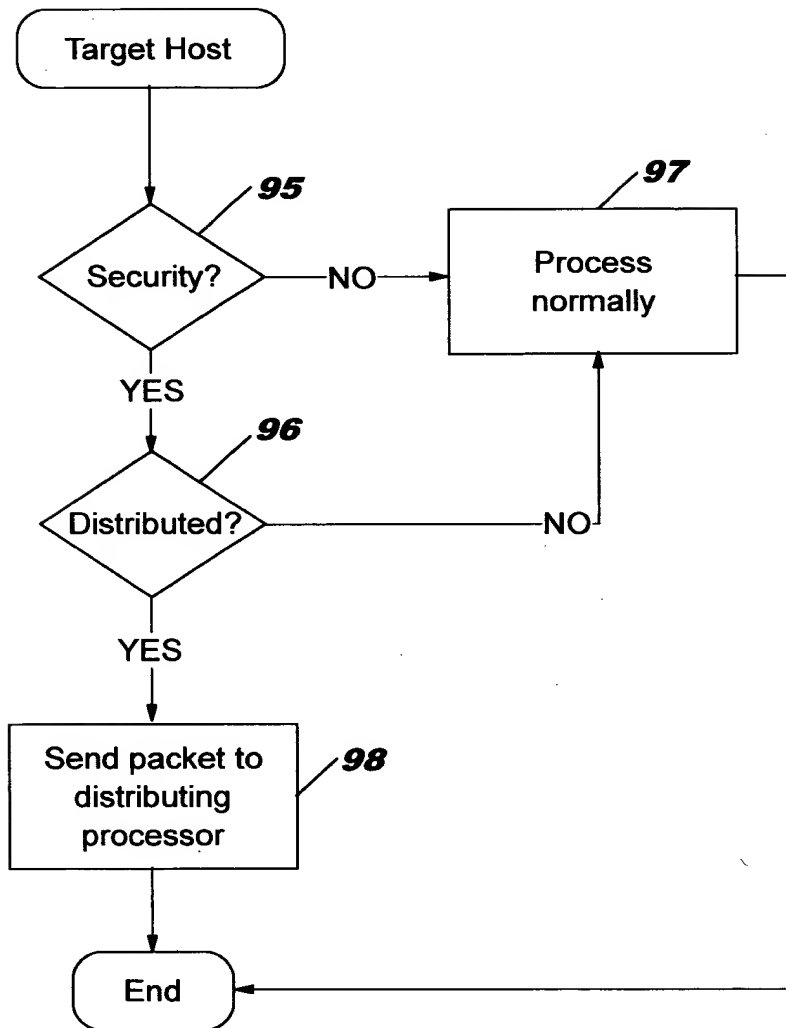 Target Host
95
Security?
NO
97
Process
normally
YES
96
Distributed?
NO
YES
Send packet to
distributing
processor
98
End